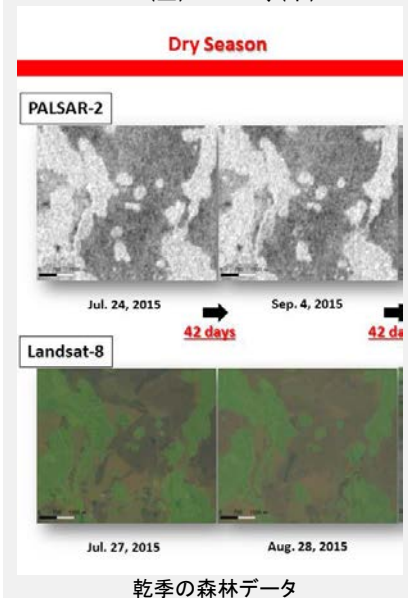 Dry Season
PALSAR-2
Jul. 24, 2015
Sep. 4, 2015
42 days
42 da
Landsat-8
Jul. 27, 2015
Aug. 28, 2015
乾季の森林データ